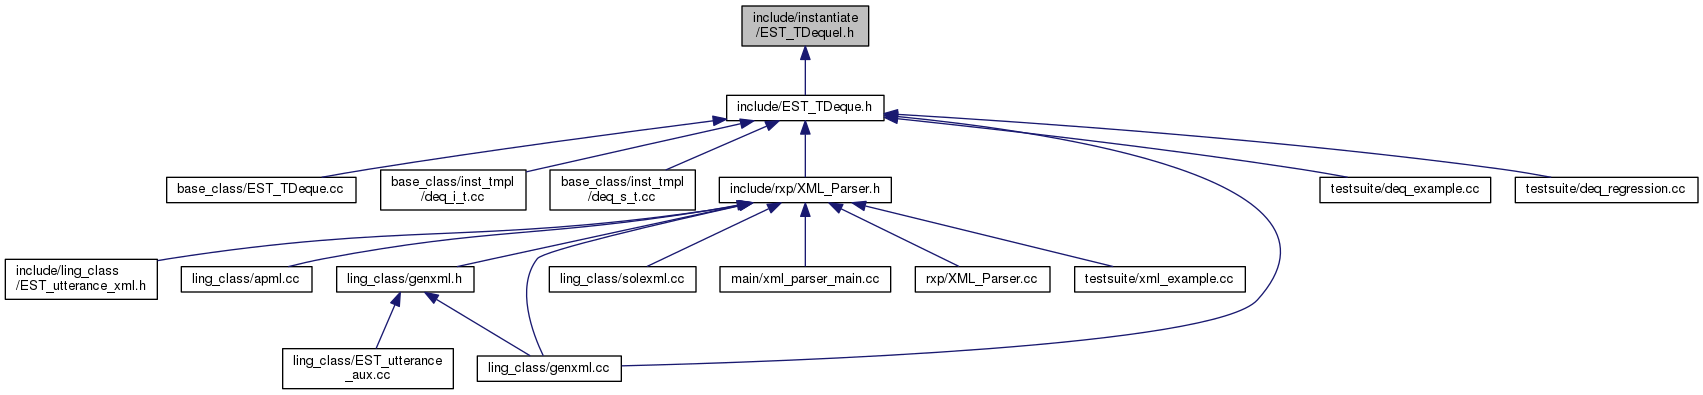 include/instantiate
/EST_TDequeI.h
include/EST_TDeque.h
base_class/EST_TDeque.cc
base_class/inst_tmpl
/deq_i_t.cc
base_class/inst_tmpl
/deq_s_t.cc
include/rxp/XML_Parser.h
testsuite/deq_example.cc
testsuite/deq_regression.cc
include/ling_class
/EST_utterance_xml.h
ling_class/apml.cc
ling_class/genxml.h
ling_class/solexml.cc
main/xml_parser_main.cc
rxp/XML_Parser.cc
testsuite/xml_example.cc
ling_class/EST_utterance
_aux.cc
ling_class/genxml.cc